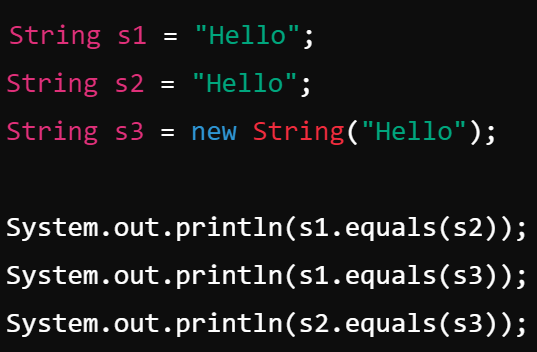 String s1 = "Hello";
String s2 = "Hello";
String s3 = new String("Hello");
System.out.println(s1.equals(s2));
System.out.println(s1.equals(s3));
System.out.println(s2.equals(s3));